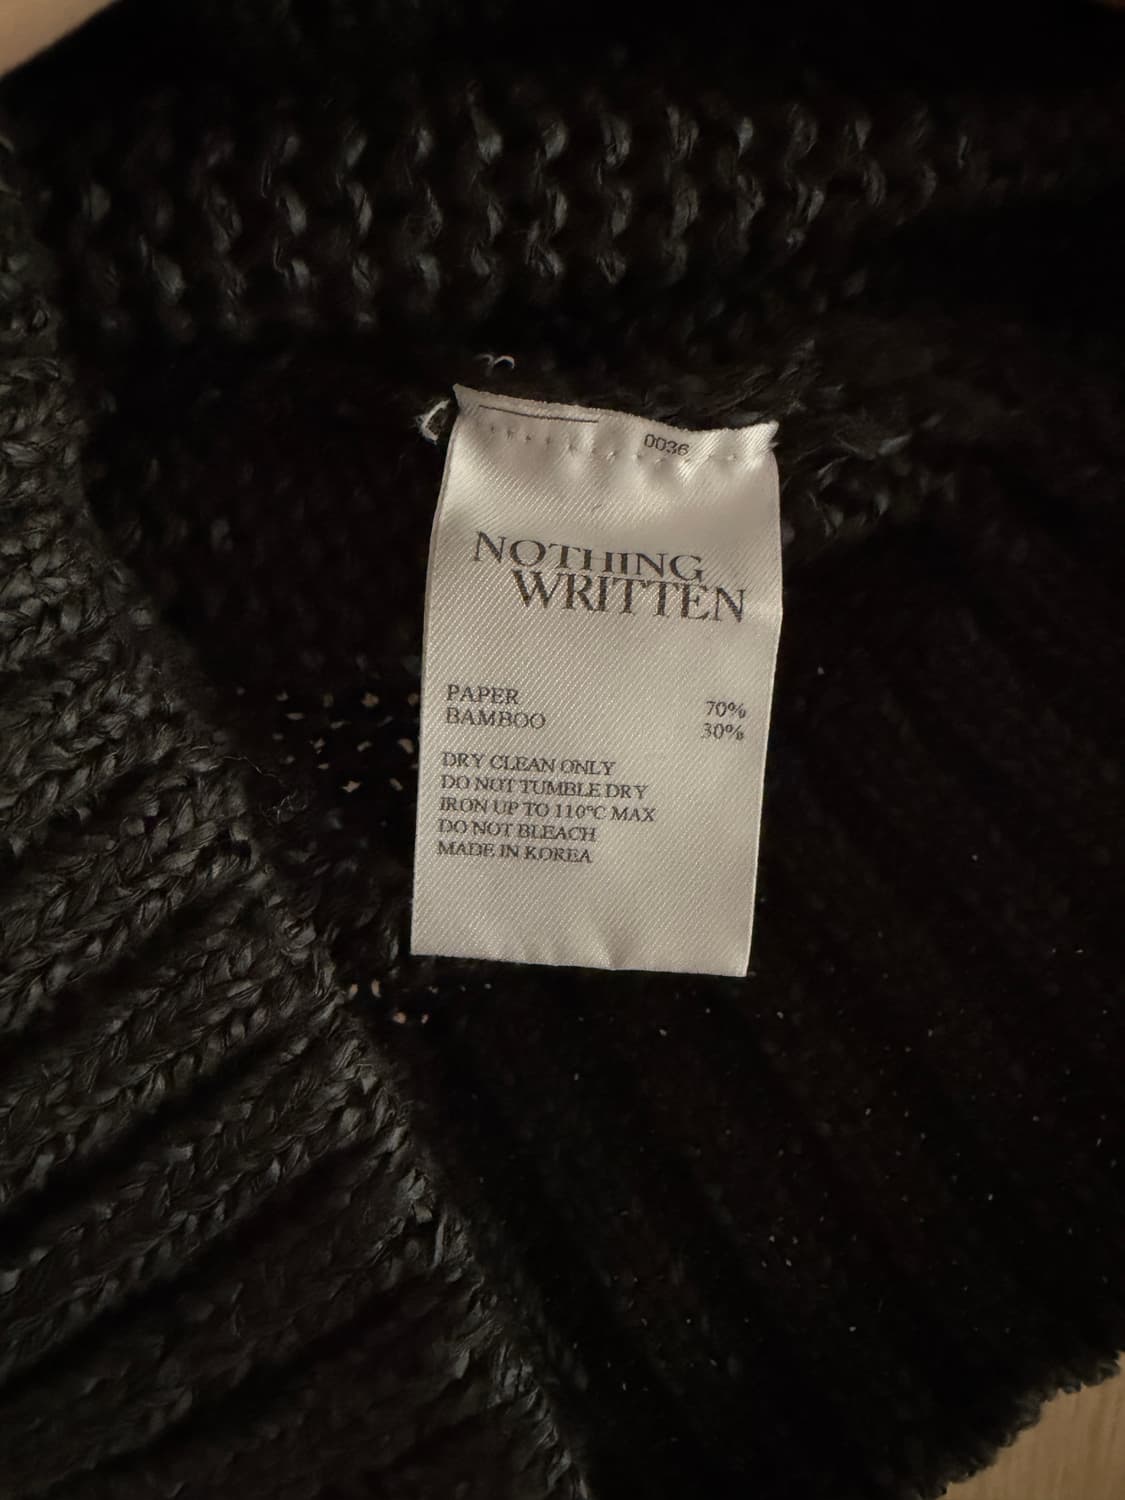 0036
NOTHING
WRITTEN
PAPER 70%
BAMBOO 30%
DRY CLEAN ONLY
DO NOT TUMBLE DRY
IRON UP TO 110°C MAX
DO NOT BLEACH
MADE IN KOREA